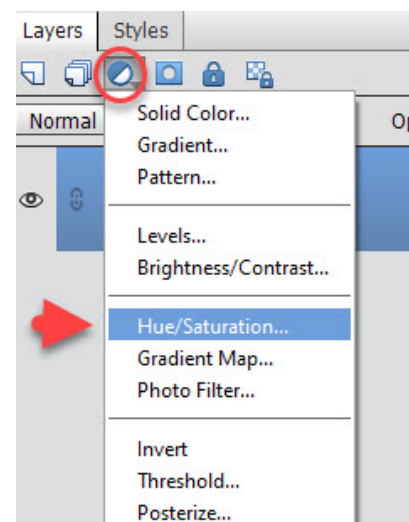 Layers Styles
Normal
Op
Solid Color...
Gradient...
Pattern...
Levels...
Brightness/Contrast...
Hue/Saturation...
Gradient Map...
Photo Filter...
Invert
Threshold...
Posterize...